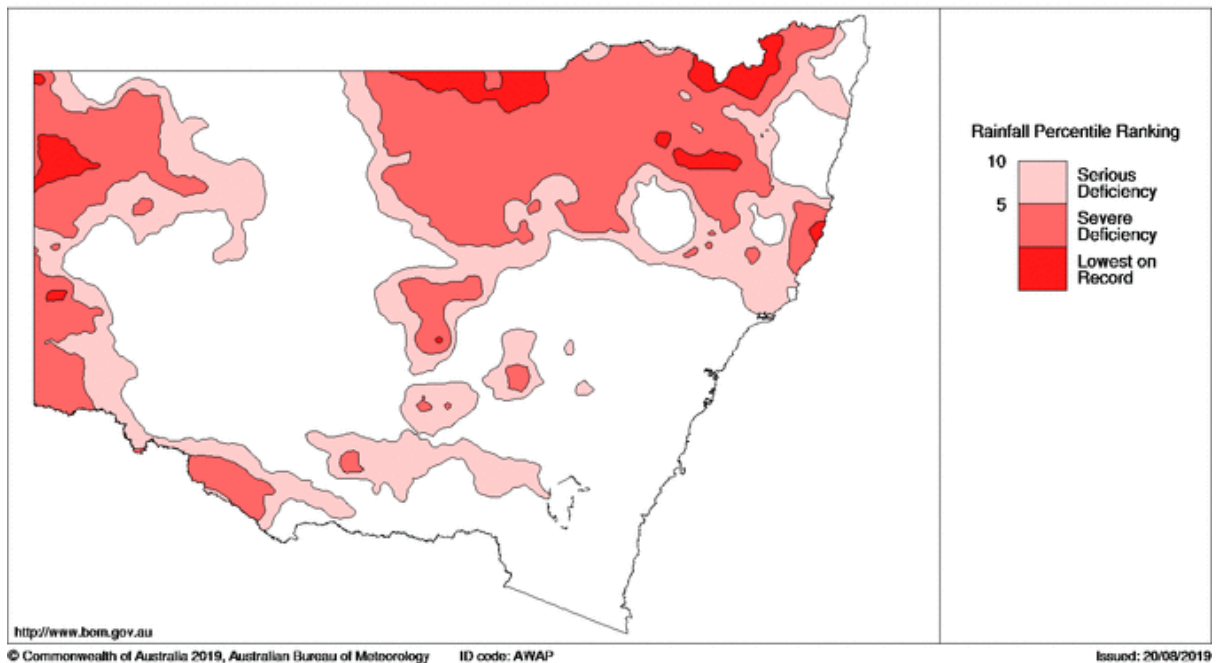 Rainfall Percentile Ranking
10
Serious
Deficiency
5
Severe
Deficiency
Lowest on
Record
http://www.bom.gov.au
© Commonwealth of Australia 2019, Australian Bureau of Meteorology ID code: AWAP Issued: 20/08/2019